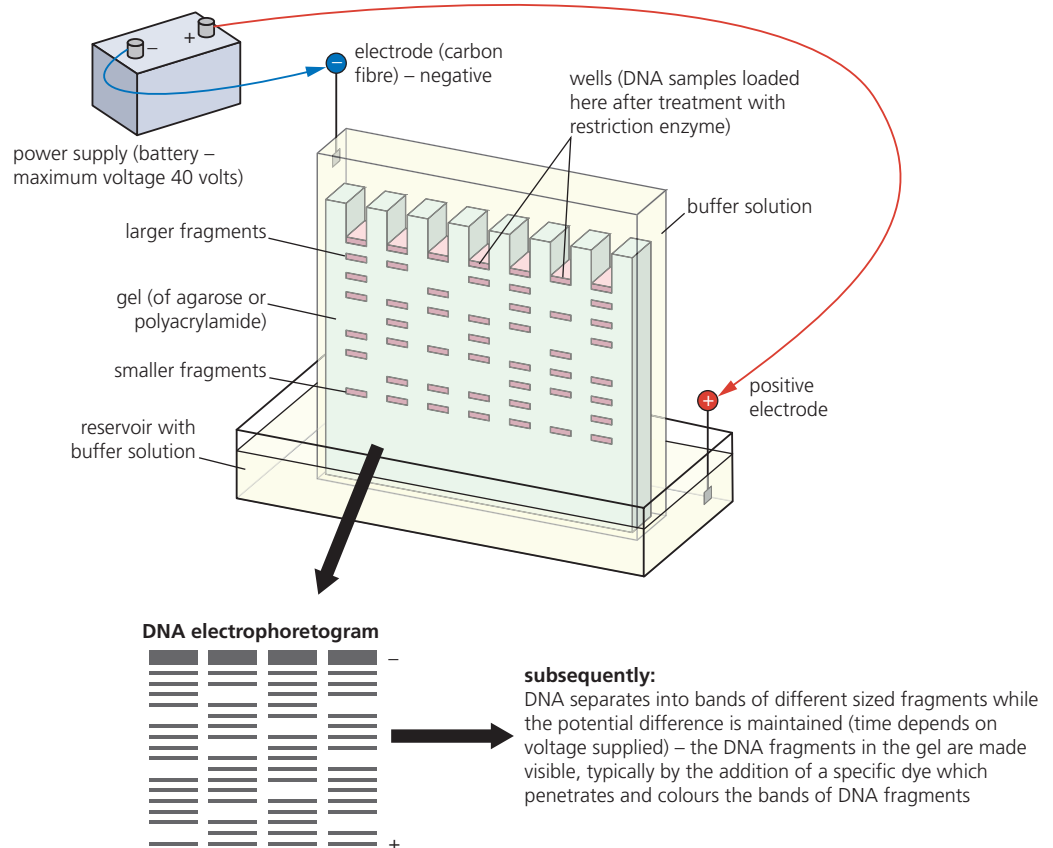 –
+
electrode (carbon
fibre) – negative
–
wells (DNA samples loaded
here after treatment with
restriction enzyme)
power supply (battery –
maximum voltage 40 volts)
buffer solution
larger fragments
gel (of agarose or
polyacrylamide)
smaller fragments
+
positive
electrode
reservoir with
buffer solution
DNA electrophoretogram
–
+
subsequently:
DNA separates into bands of different sized fragments while
the potential difference is maintained (time depends on
voltage supplied) – the DNA fragments in the gel are made
visible, typically by the addition of a specific dye which
penetrates and colours the bands of DNA fragments